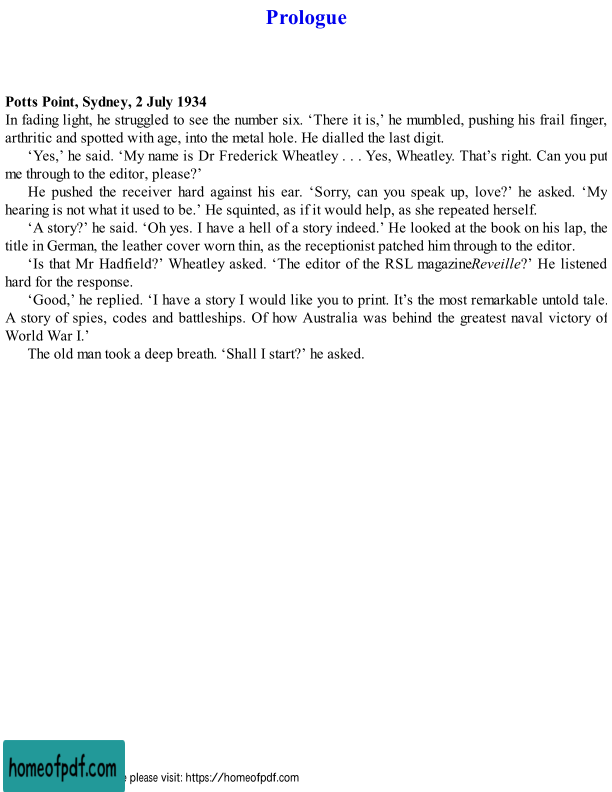 Prologue
Potts Point, Sydney, 2 July 1934
In fading light, he struggled to see the number six. ‘There it is,’ he mumbled, pushing his frail finger,
arthritic and spotted with age, into the metal hole. He dialled the last digit.
‘Yes,’ he said. ‘My name is Dr Frederick Wheatley . . . Yes, Wheatley. That’s right. Can you put
me through to the editor, please?’
He pushed the receiver hard against his ear. ‘Sorry, can you speak up, love?’ he asked. ‘My
hearing is not what it used to be.’ He squinted, as if it would help, as she repeated herself.
‘A story?’ he said. ‘Oh yes. I have a hell of a story indeed.’ He looked at the book on his lap, the
title in German, the leather cover worn thin, as the receptionist patched him through to the editor.
‘Is that Mr Hadfield?’ Wheatley asked. ‘The editor of the RSL magazineReveille?’ He listened
hard for the response.
‘Good,’ he replied. ‘I have a story I would like you to print. It’s the most remarkable untold tale.
A story of spies, codes and battleships. Of how Australia was behind the greatest naval victory of
World War I.’
The old man took a deep breath. ‘Shall I start?’ he asked.
homeofpdf.com please visit: https://homeofpdf.com